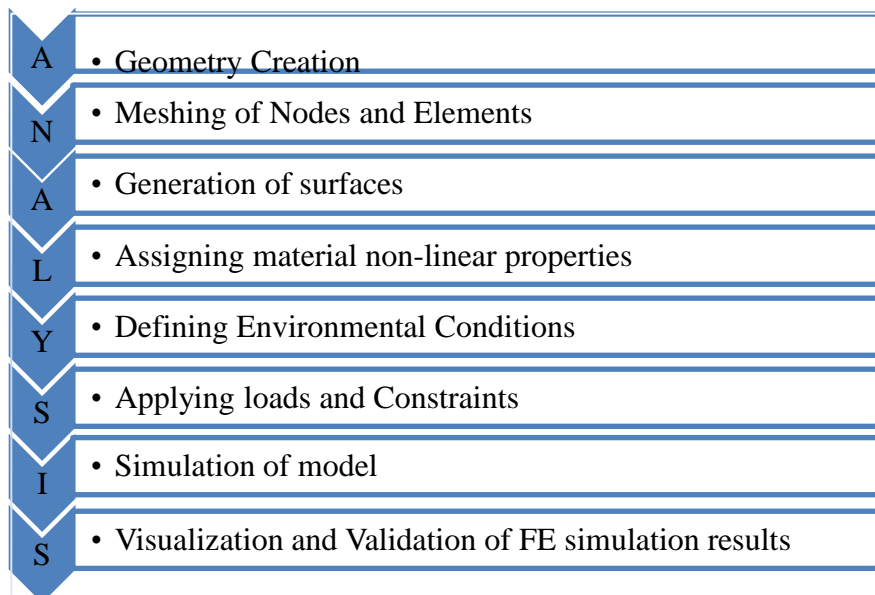 A
• Geometry Creation
N
• Meshing of Nodes and Elements
A
• Generation of surfaces
L
• Assigning material non-linear properties
Y
• Defining Environmental Conditions
S
• Applying loads and Constraints
I
• Simulation of model
S
• Visualization and Validation of FE simulation results